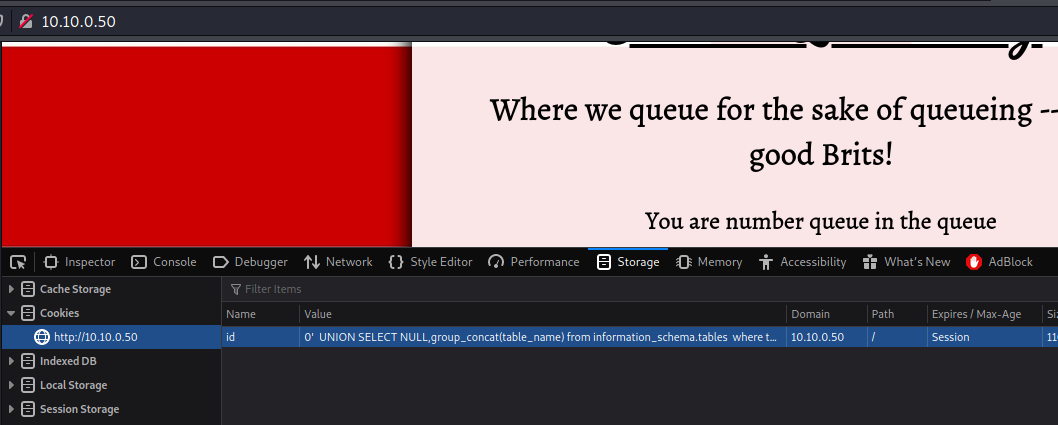 10.10.0.50
Where we queue for the sake of queueing --
good Brits!
You are number queue in the queue
Inspector Console Debugger Network Style Editor Performance Storage Memory Accessibility What's New AdBlock
Cache Storage
Filter Items
Cookies
Name Value Domain Path Expires / Max-Age
http://10.10.0.50
id 0' UNION SELECT NULL,group_concat(table_name) from information_schema.tables where t... 10.10.0.50 / Session
Indexed DB
Local Storage
Session Storage